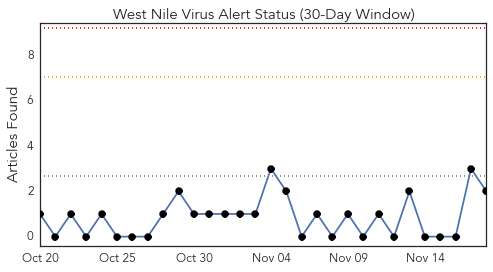 West Nile Virus Alert Status (30-Day Window)
Articles Found
8
6
4
2
0
Oct 20 Oct 25 Oct 30 Nov 04 Nov 09 Nov 14